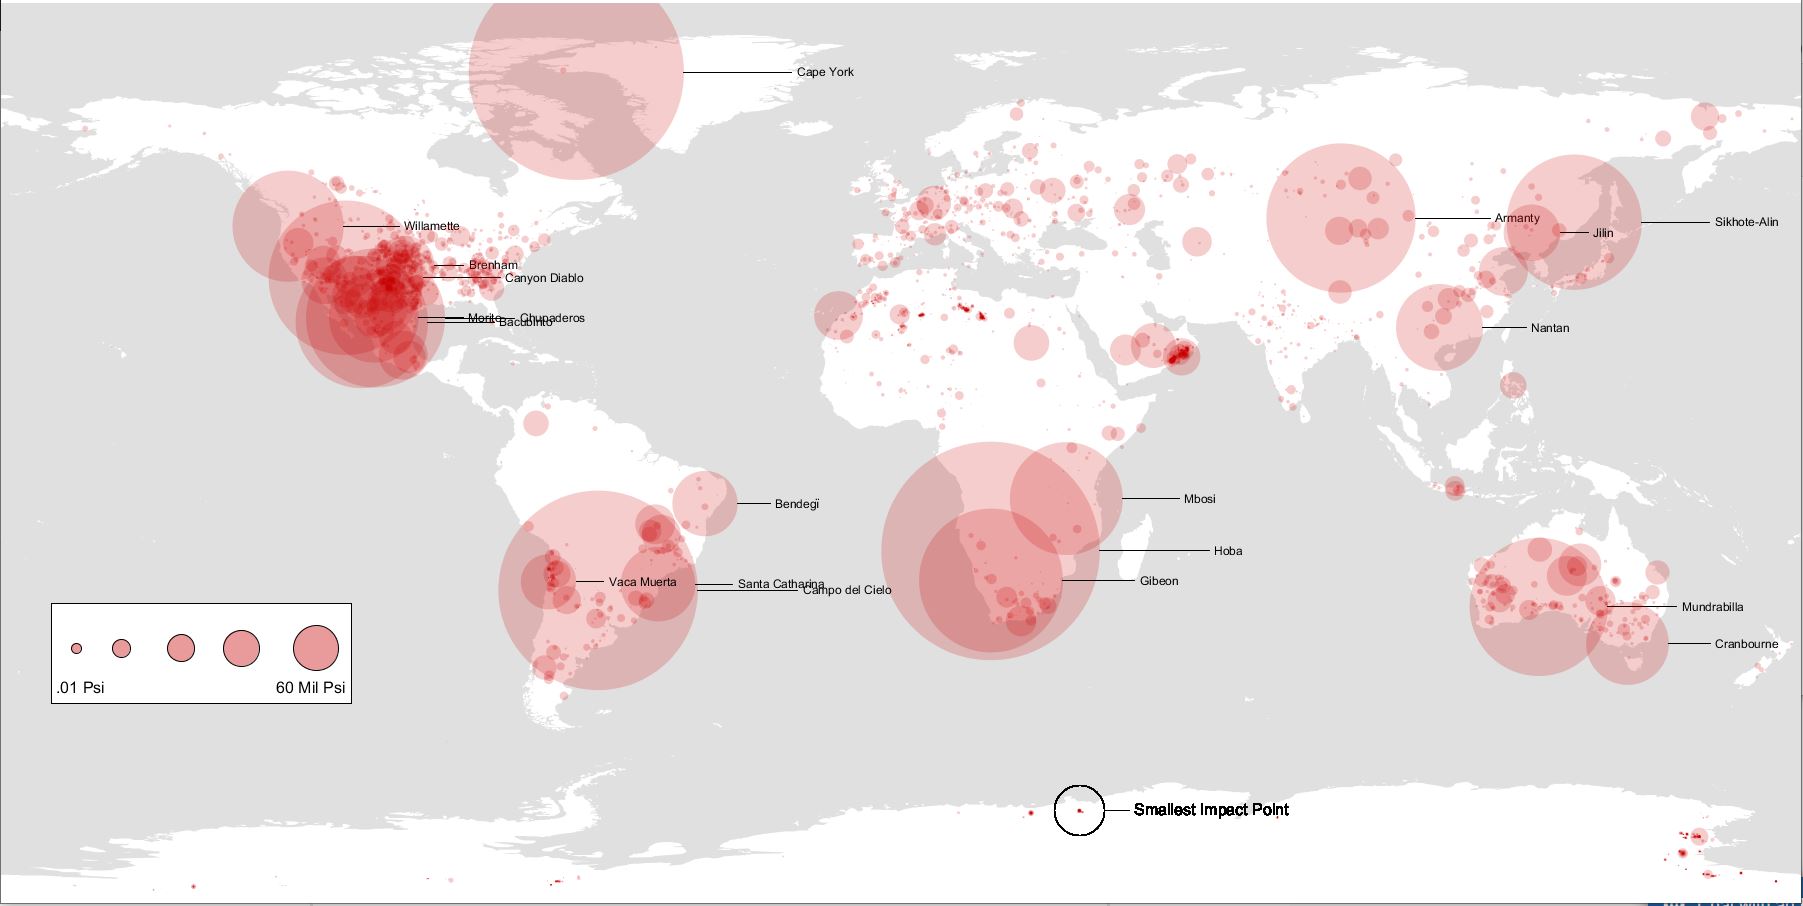 Cape York
Willamette
Sikhote-Alin
Armanty
Jilin
Brenham
Canyon Diablo
Morito
Chupaderos
Bacubirito
Nantan
Mbosi
Bendegï
Hoba
Gibeon
Vaca Muerta
Santa Catharina
Campo del Cielo
Mundrabilla
Cranbourne
.01 Psi
60 Mil Psi
Smallest Impact Point